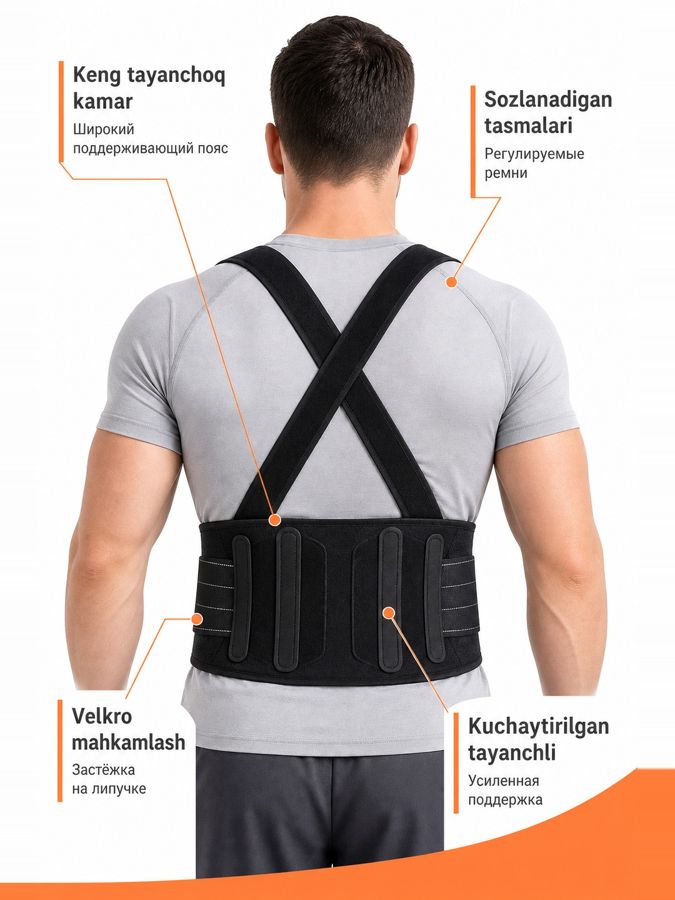 Keng tayanchoq
kamar
Широкий
поддерживающий пояс
Sozlanadigan
tasmalari
Регулируемые
ремни
Velkro
mahkamlash
Застёжка
на липучке
Kuchaytirilgan
tayanchli
Усиленная
поддержка